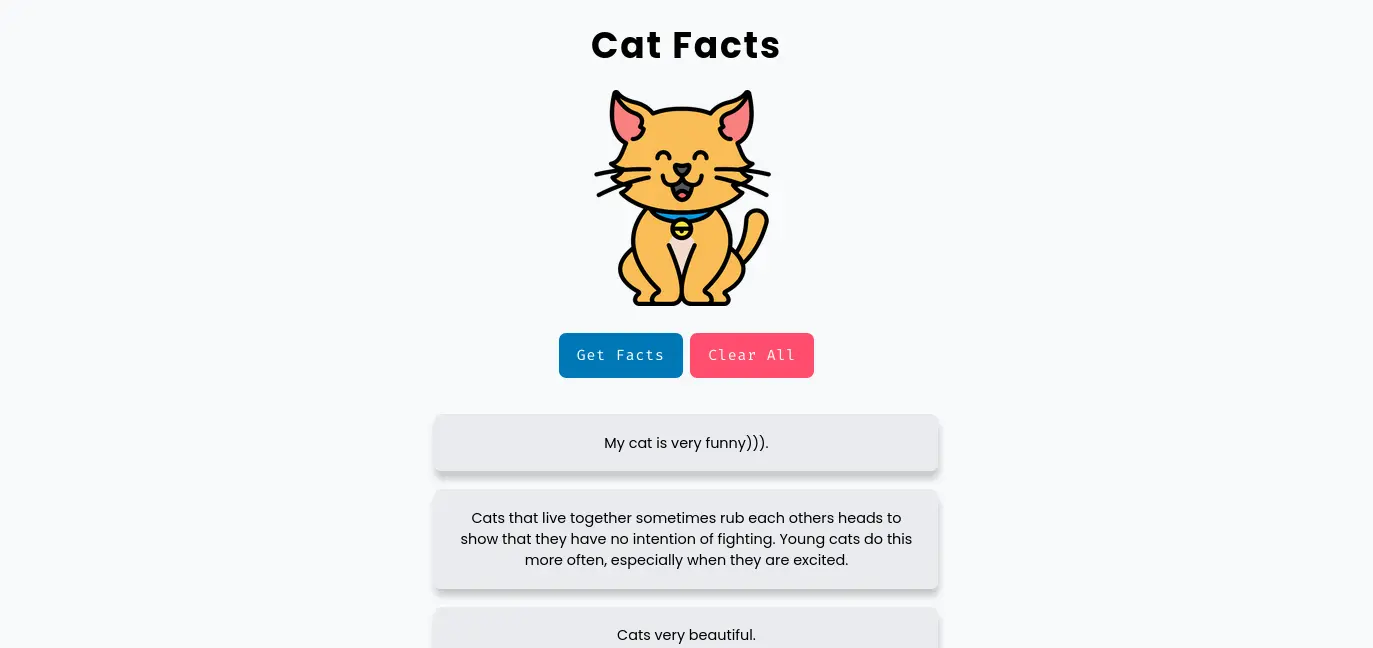 Cat Facts
Get Facts
Clear All
My cat is very funny))).
Cats that live together sometimes rub each others heads to
show that they have no intention of fighting. Young cats do this
more often, especially when they are excited.
Cats very beautiful.